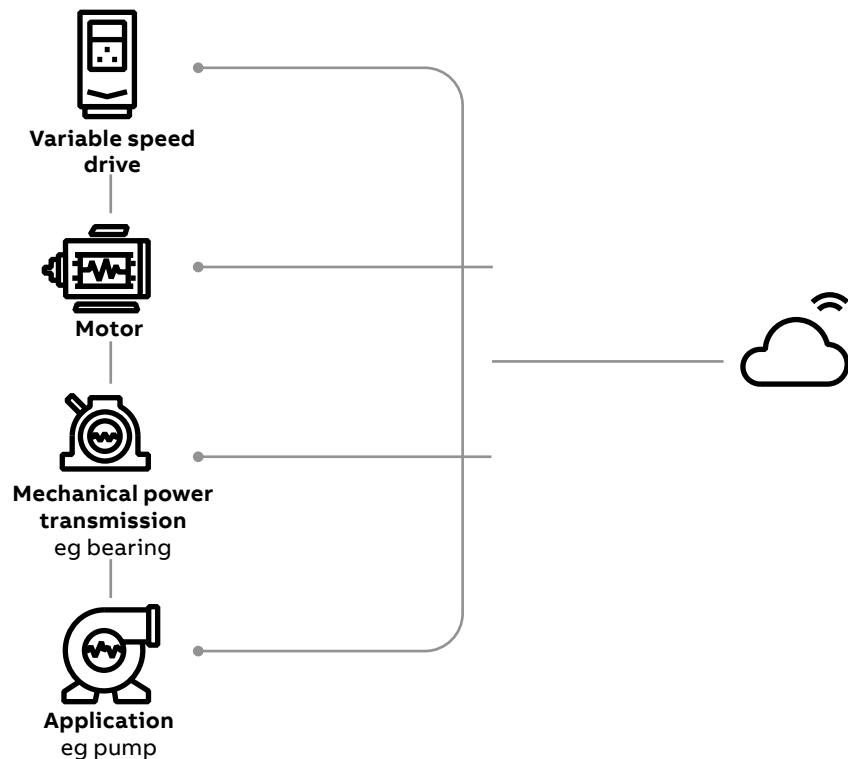 Variable speed
drive
Motor
Mechanical power
transmission
eg bearing
Application
eg pump